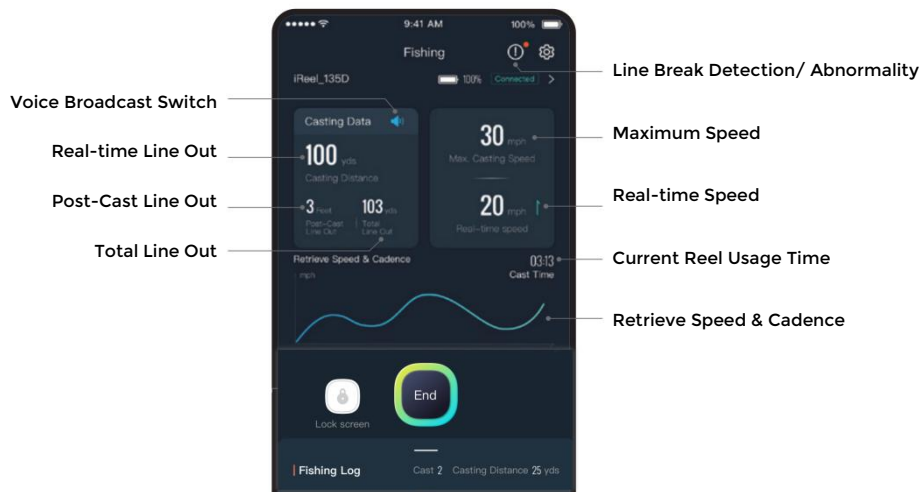 9:41 AM
100%
Fishing
iReel_135D
100%
Connected
Line Break Detection/ Abnormality
Voice Broadcast Switch
Casting Data
30 mph
Max. Casting Speed
Maximum Speed
Real-time Line Out
100 yds
Casting Distance
Post-Cast Line Out
3 Feet
Post-Cast
Line Out
103 yds
Total
Line Out
20 mph
Real-time speed
Real-time Speed
Total Line Out
Retrieve Speed & Cadence
mph
03:13
Cast Time
Current Reel Usage Time
Retrieve Speed & Cadence
End
Lock screen
Fishing Log
Cast 2 Casting Distance 25 yds